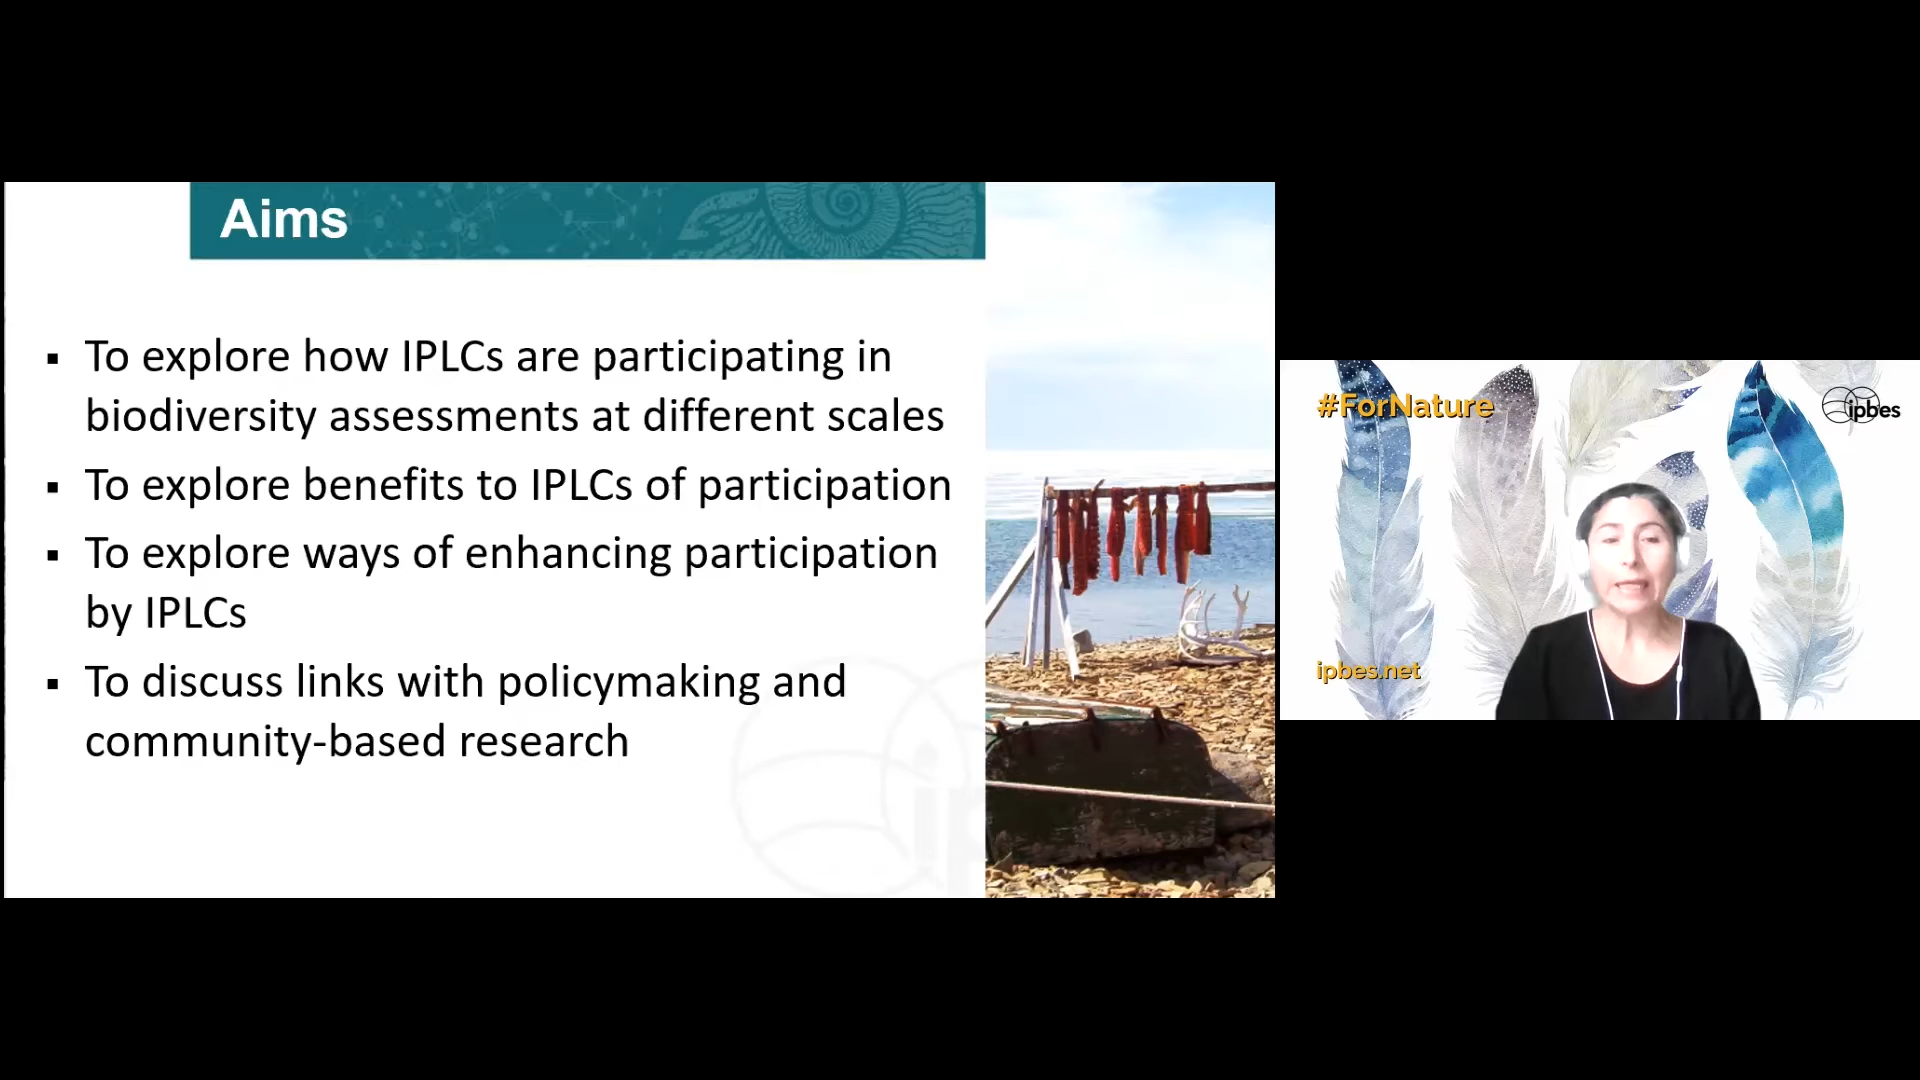 Aims
▪ To explore how IPLCs are participating in
biodiversity assessments at different scales
▪ To explore benefits to IPLCs of participation
▪ To explore ways of enhancing participation
by IPLCs
▪ To discuss links with policymaking and
community-based research
#ForNature
ipbes
ipbes.net